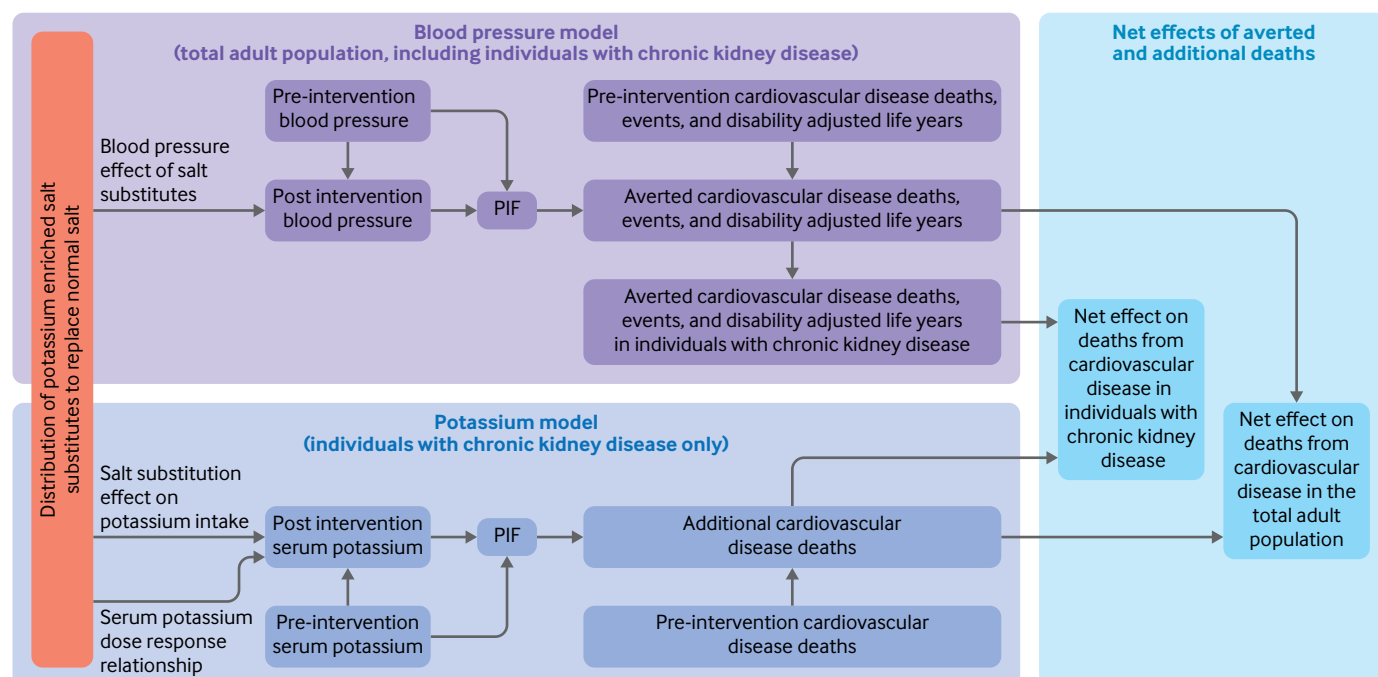 Distribution of potassium enriched salt
substitutes to replace normal salt
Blood pressure model
(total adult population, including individuals with chronic kidney disease)
Blood pressure
effect of salt
substitutes
Pre-intervention
blood pressure
Post intervention
blood pressure
PIF
Pre-intervention cardiovascular disease deaths,
events, and disability adjusted life years
Averted cardiovascular disease deaths,
events, and disability adjusted life years
Averted cardiovascular disease deaths,
events, and disability adjusted life years
in individuals with chronic kidney disease
Potassium model
(individuals with chronic kidney disease only)
Salt substitution
effect on
potassium intake
Serum potassium
dose response
relationship
Post intervention
serum potassium
Pre-intervention
serum potassium
PIF
Additional cardiovascular
disease deaths
Pre-intervention cardiovascular
disease deaths
Net effects of averted
and additional deaths
Net effect on
deaths from
cardiovascular
disease in
individuals with
chronic kidney
disease
Net effect on
deaths from
cardiovascular
disease in the
total adult
population